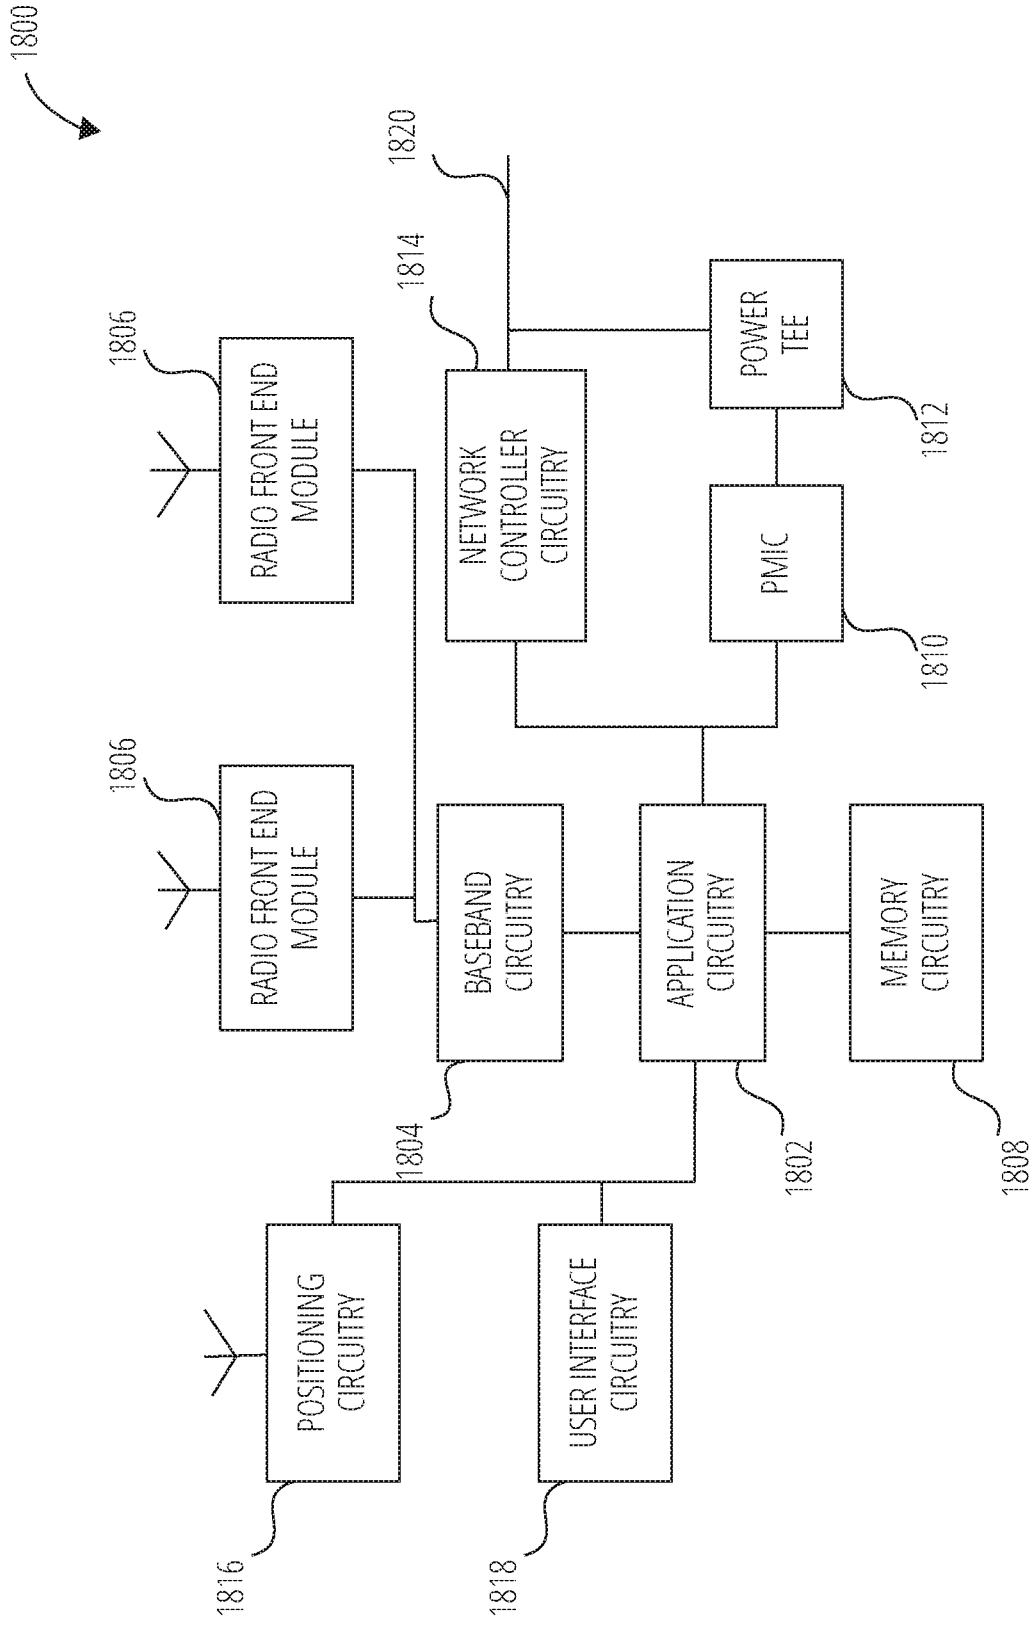 1800
1806
RADIO FRONT END
MODULE
1806
RADIO FRONT END
MODULE
1816
POSITIONING
CIRCUITRY
1804
BASEBAND
CIRCUITRY
1814
NETWORK
CONTROLLER
CIRCUITRY
1820
1818
USER INTERFACE
CIRCUITRY
1802
APPLICATION
CIRCUITRY
1810
PMIC
1812
POWER
TEE
1808
MEMORY
CIRCUITRY